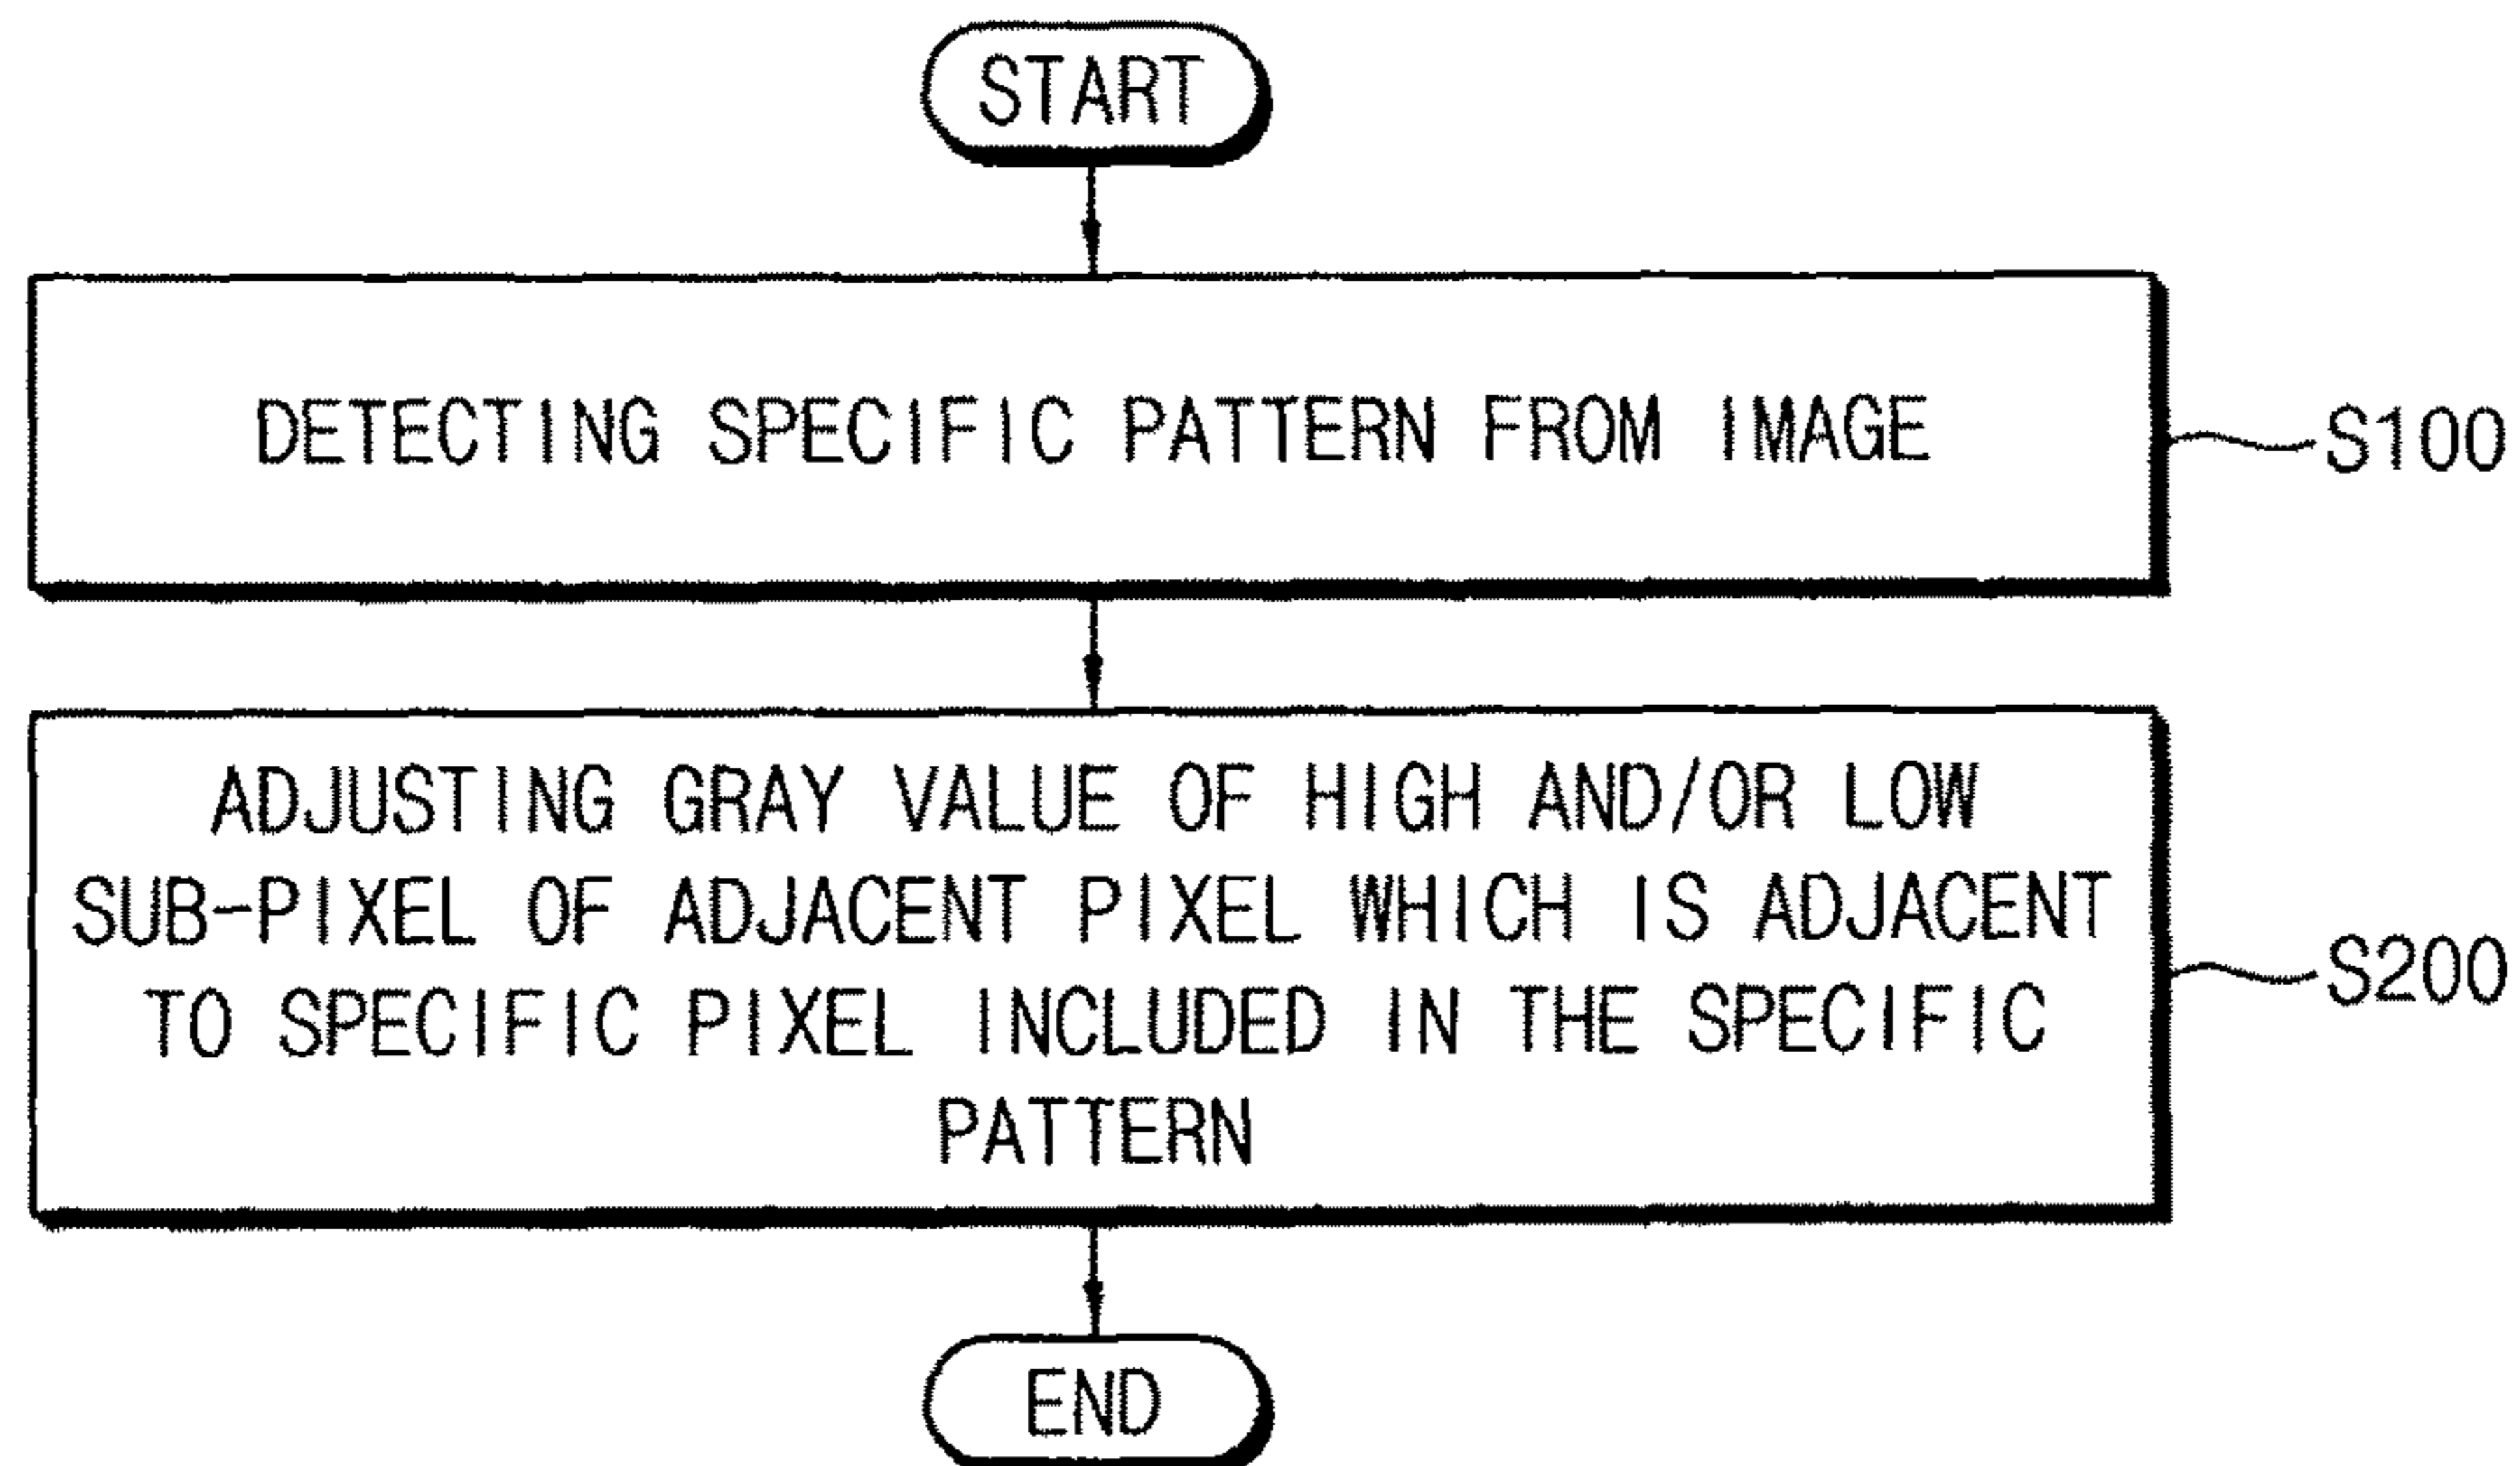 START
DETECTING SPECIFIC PATTERN FROM IMAGE
S100
ADJUSTING GRAY VALUE OF HIGH AND/OR LOW
SUB-PIXEL OF ADJACENT PIXEL WHICH IS ADJACENT
TO SPECIFIC PIXEL INCLUDED IN THE SPECIFIC
PATTERN
S200
END